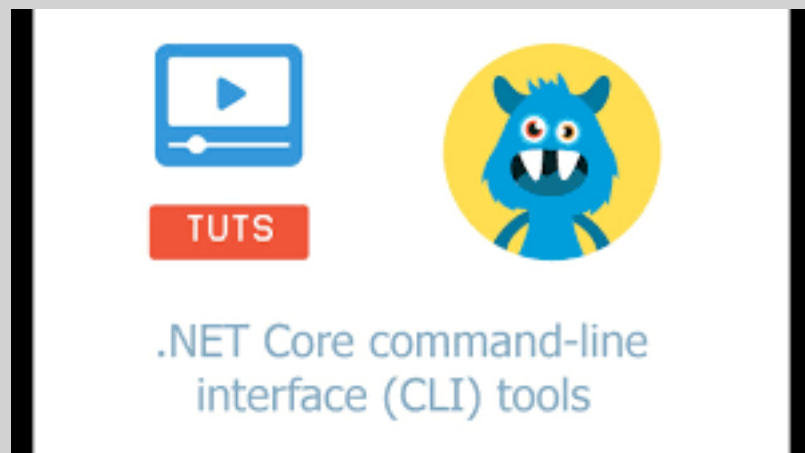 TUTS
.NET Core command-line
interface (CLI) tools